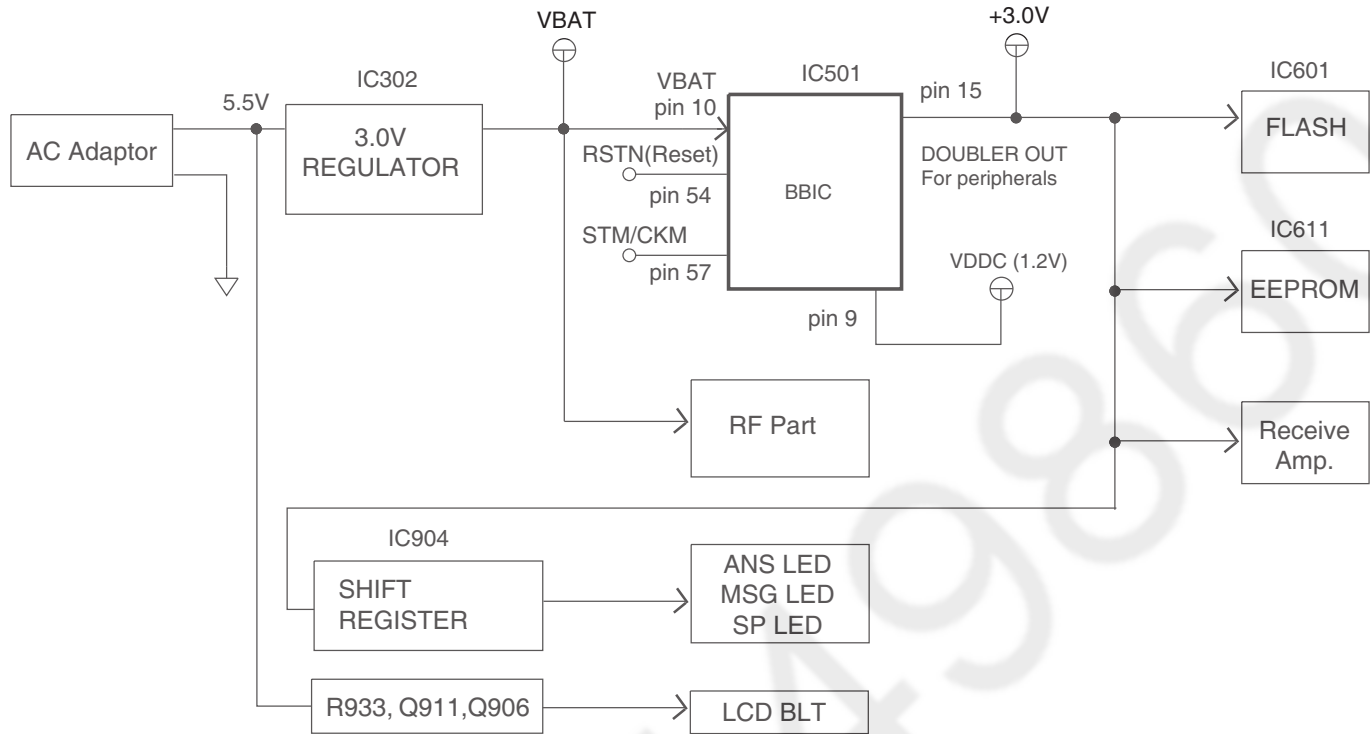 VBAT
+3.0V
IC302
VBAT
pin 10
IC501
pin 15
IC601
5.5V
AC Adaptor
3.0V
REGULATOR
RSTN(Reset)
pin 54
BBIC
DOUBLER OUT
For peripherals
FLASH
STM/CKM
pin 57
VDDC (1.2V)
IC611
EEPROM
pin 9
RF Part
Receive
Amp.
IC904
SHIFT
REGISTER
ANS LED
MSG LED
SP LED
R933, Q911,Q906
LCD BLT
49860